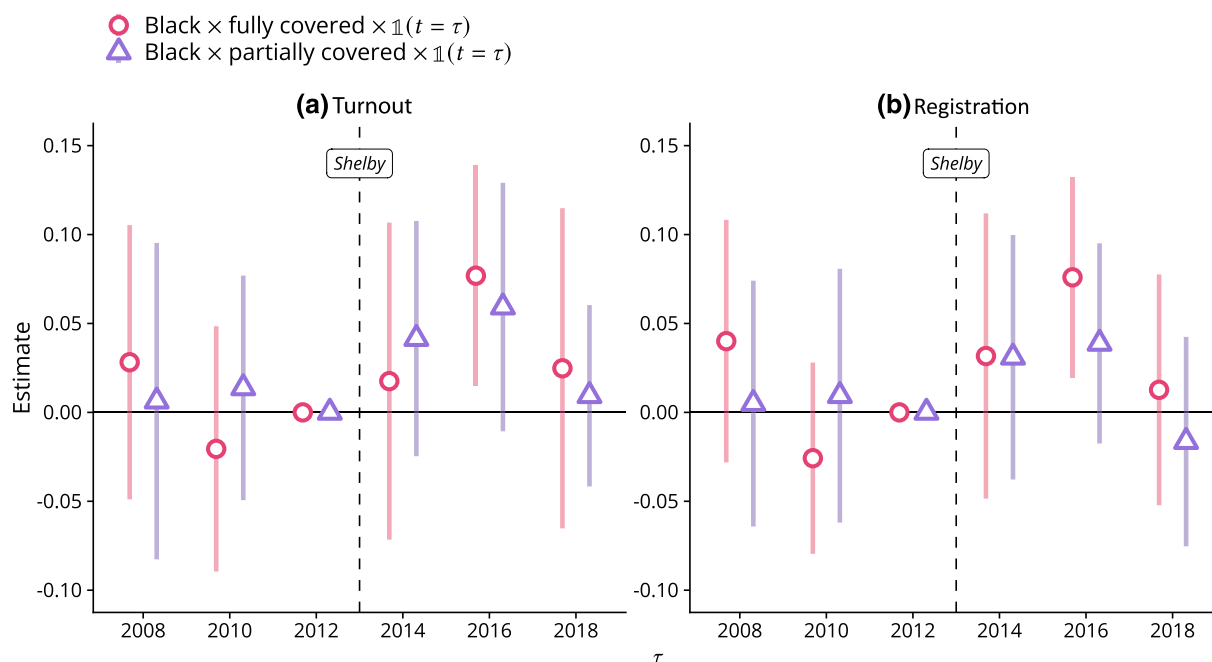 Black × fully covered × 𝟙(t = τ)
Black × partially covered × 𝟙(t = τ)
(a) Turnout
(b) Registration
Shelby
Shelby
Estimate
0.15
0.10
0.05
0.00
-0.05
-0.10
0.15
0.10
0.05
0.00
-0.05
-0.10
2008 2010 2012 2014 2016 2018
2008 2010 2012 2014 2016 2018
τ